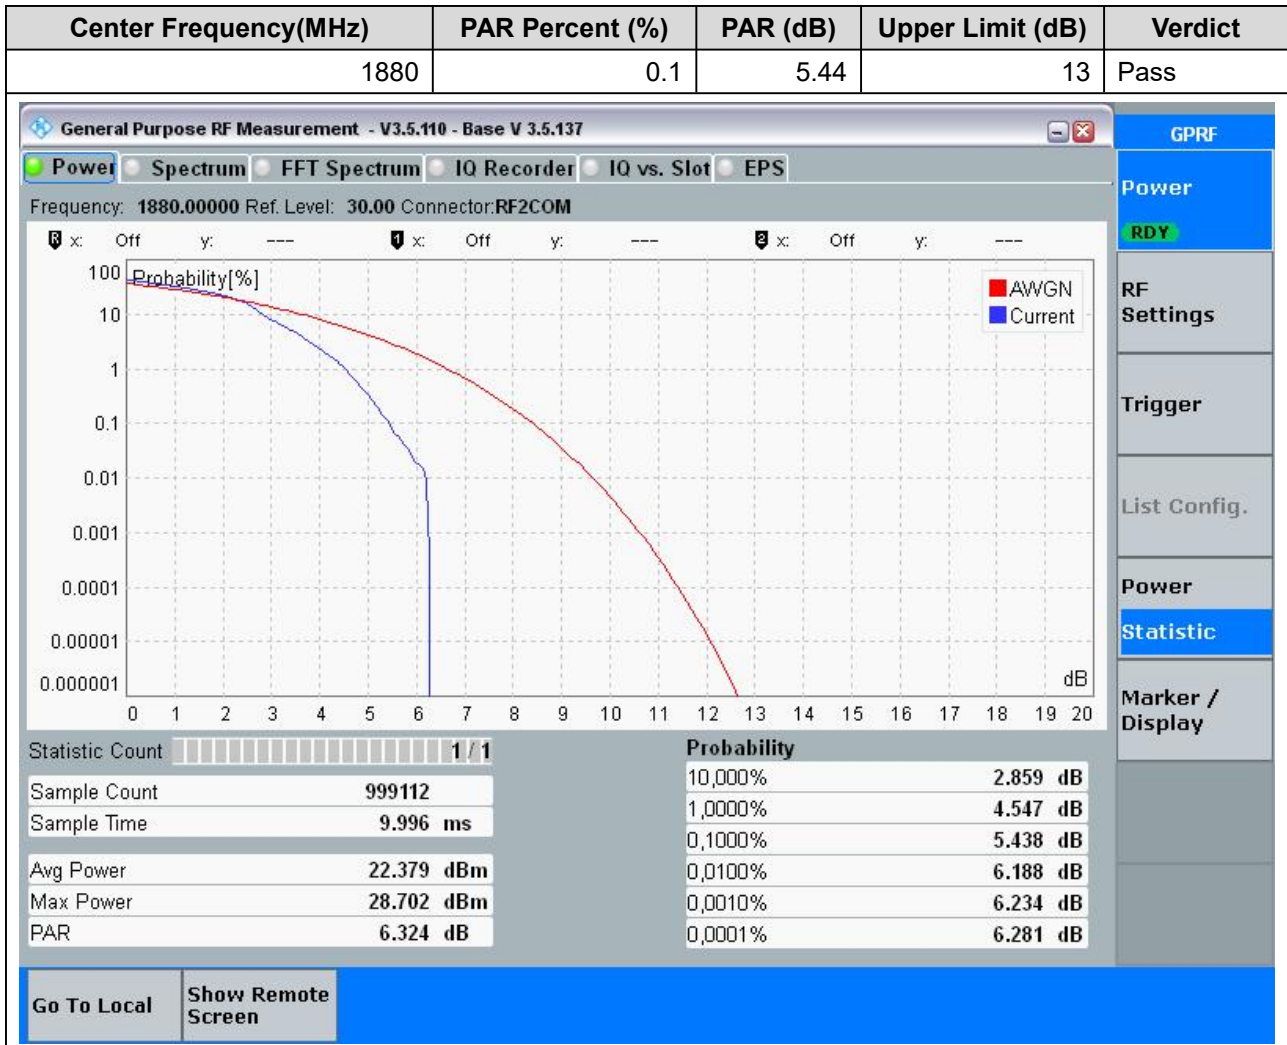 Center Frequency(MHz) PAR Percent (%) PAR (dB) Upper Limit (dB) Verdict
1880 0.1 5.44 13 Pass
General Purpose RF Measurement - V3.5.110 - Base V 3.5.137
GPRF
Power Spectrum FFT Spectrum IQ Recorder IQ vs. Slot EPS
Power
RDY
Frequency: 1880.00000 Ref. Level: 30.00 Connector:RF2COM
R x: Off y: --- 1 x: Off y: --- 2 x: Off y: ---
Probability[%]
AWGN
Current
100
10
1
0.1
0.01
0.001
0.0001
0.00001
0.000001
dB
0 1 2 3 4 5 6 7 8 9 10 11 12 13 14 15 16 17 18 19 20
RF
Settings
Trigger
List Config.
Power
Statistic
Marker /
Display
Statistic Count 1 / 1
Sample Count 999112
Sample Time 9.996 ms
Avg Power 22.379 dBm
Max Power 28.702 dBm
PAR 6.324 dB
Probability
10,000% 2.859 dB
1,0000% 4.547 dB
0,1000% 5.438 dB
0,0100% 6.188 dB
0,0010% 6.234 dB
0,0001% 6.281 dB
Go To Local
Show Remote
Screen